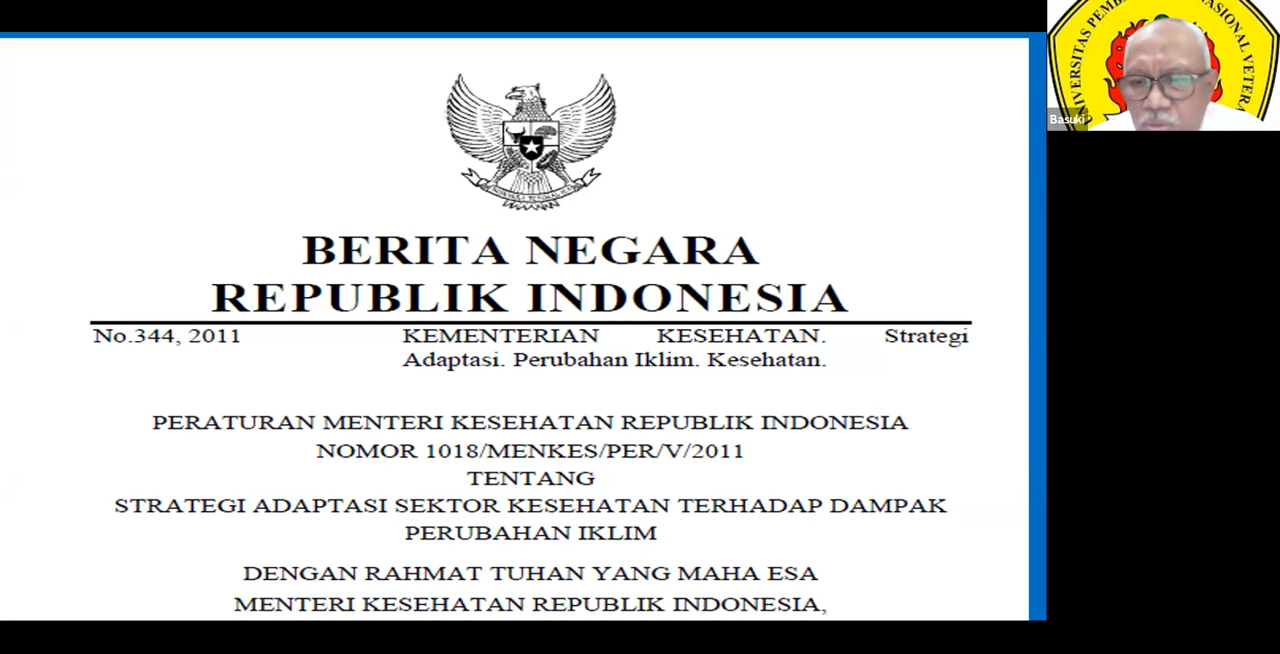 BERITA NEGARA
REPUBLIK INDONESIA
No.344, 2011
KEMENTERIAN KESEHATAN. Strategi
Adaptasi. Perubahan Iklim. Kesehatan.
PERATURAN MENTERI KESEHATAN REPUBLIK INDONESIA
NOMOR 1018/MENKES/PER/V/2011
TENTANG
STRATEGI ADAPTASI SEKTOR KESEHATAN TERHADAP DAMPAK
PERUBAHAN IKLIM
DENGAN RAHMAT TUHAN YANG MAHA ESA
MENTERI KESEHATAN REPUBLIK INDONESIA,
Basuki